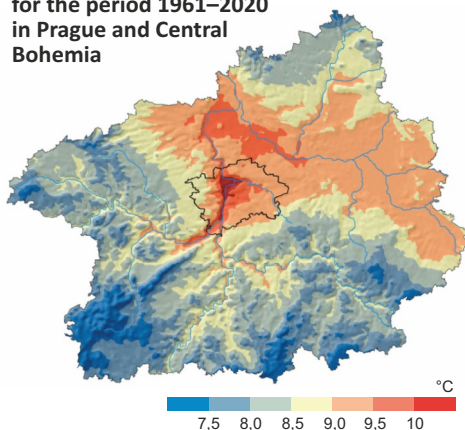 for the period 1961–2020
in Prague and Central
Bohemia
°C
7,5 8,0 8,5 9,0 9,5 10